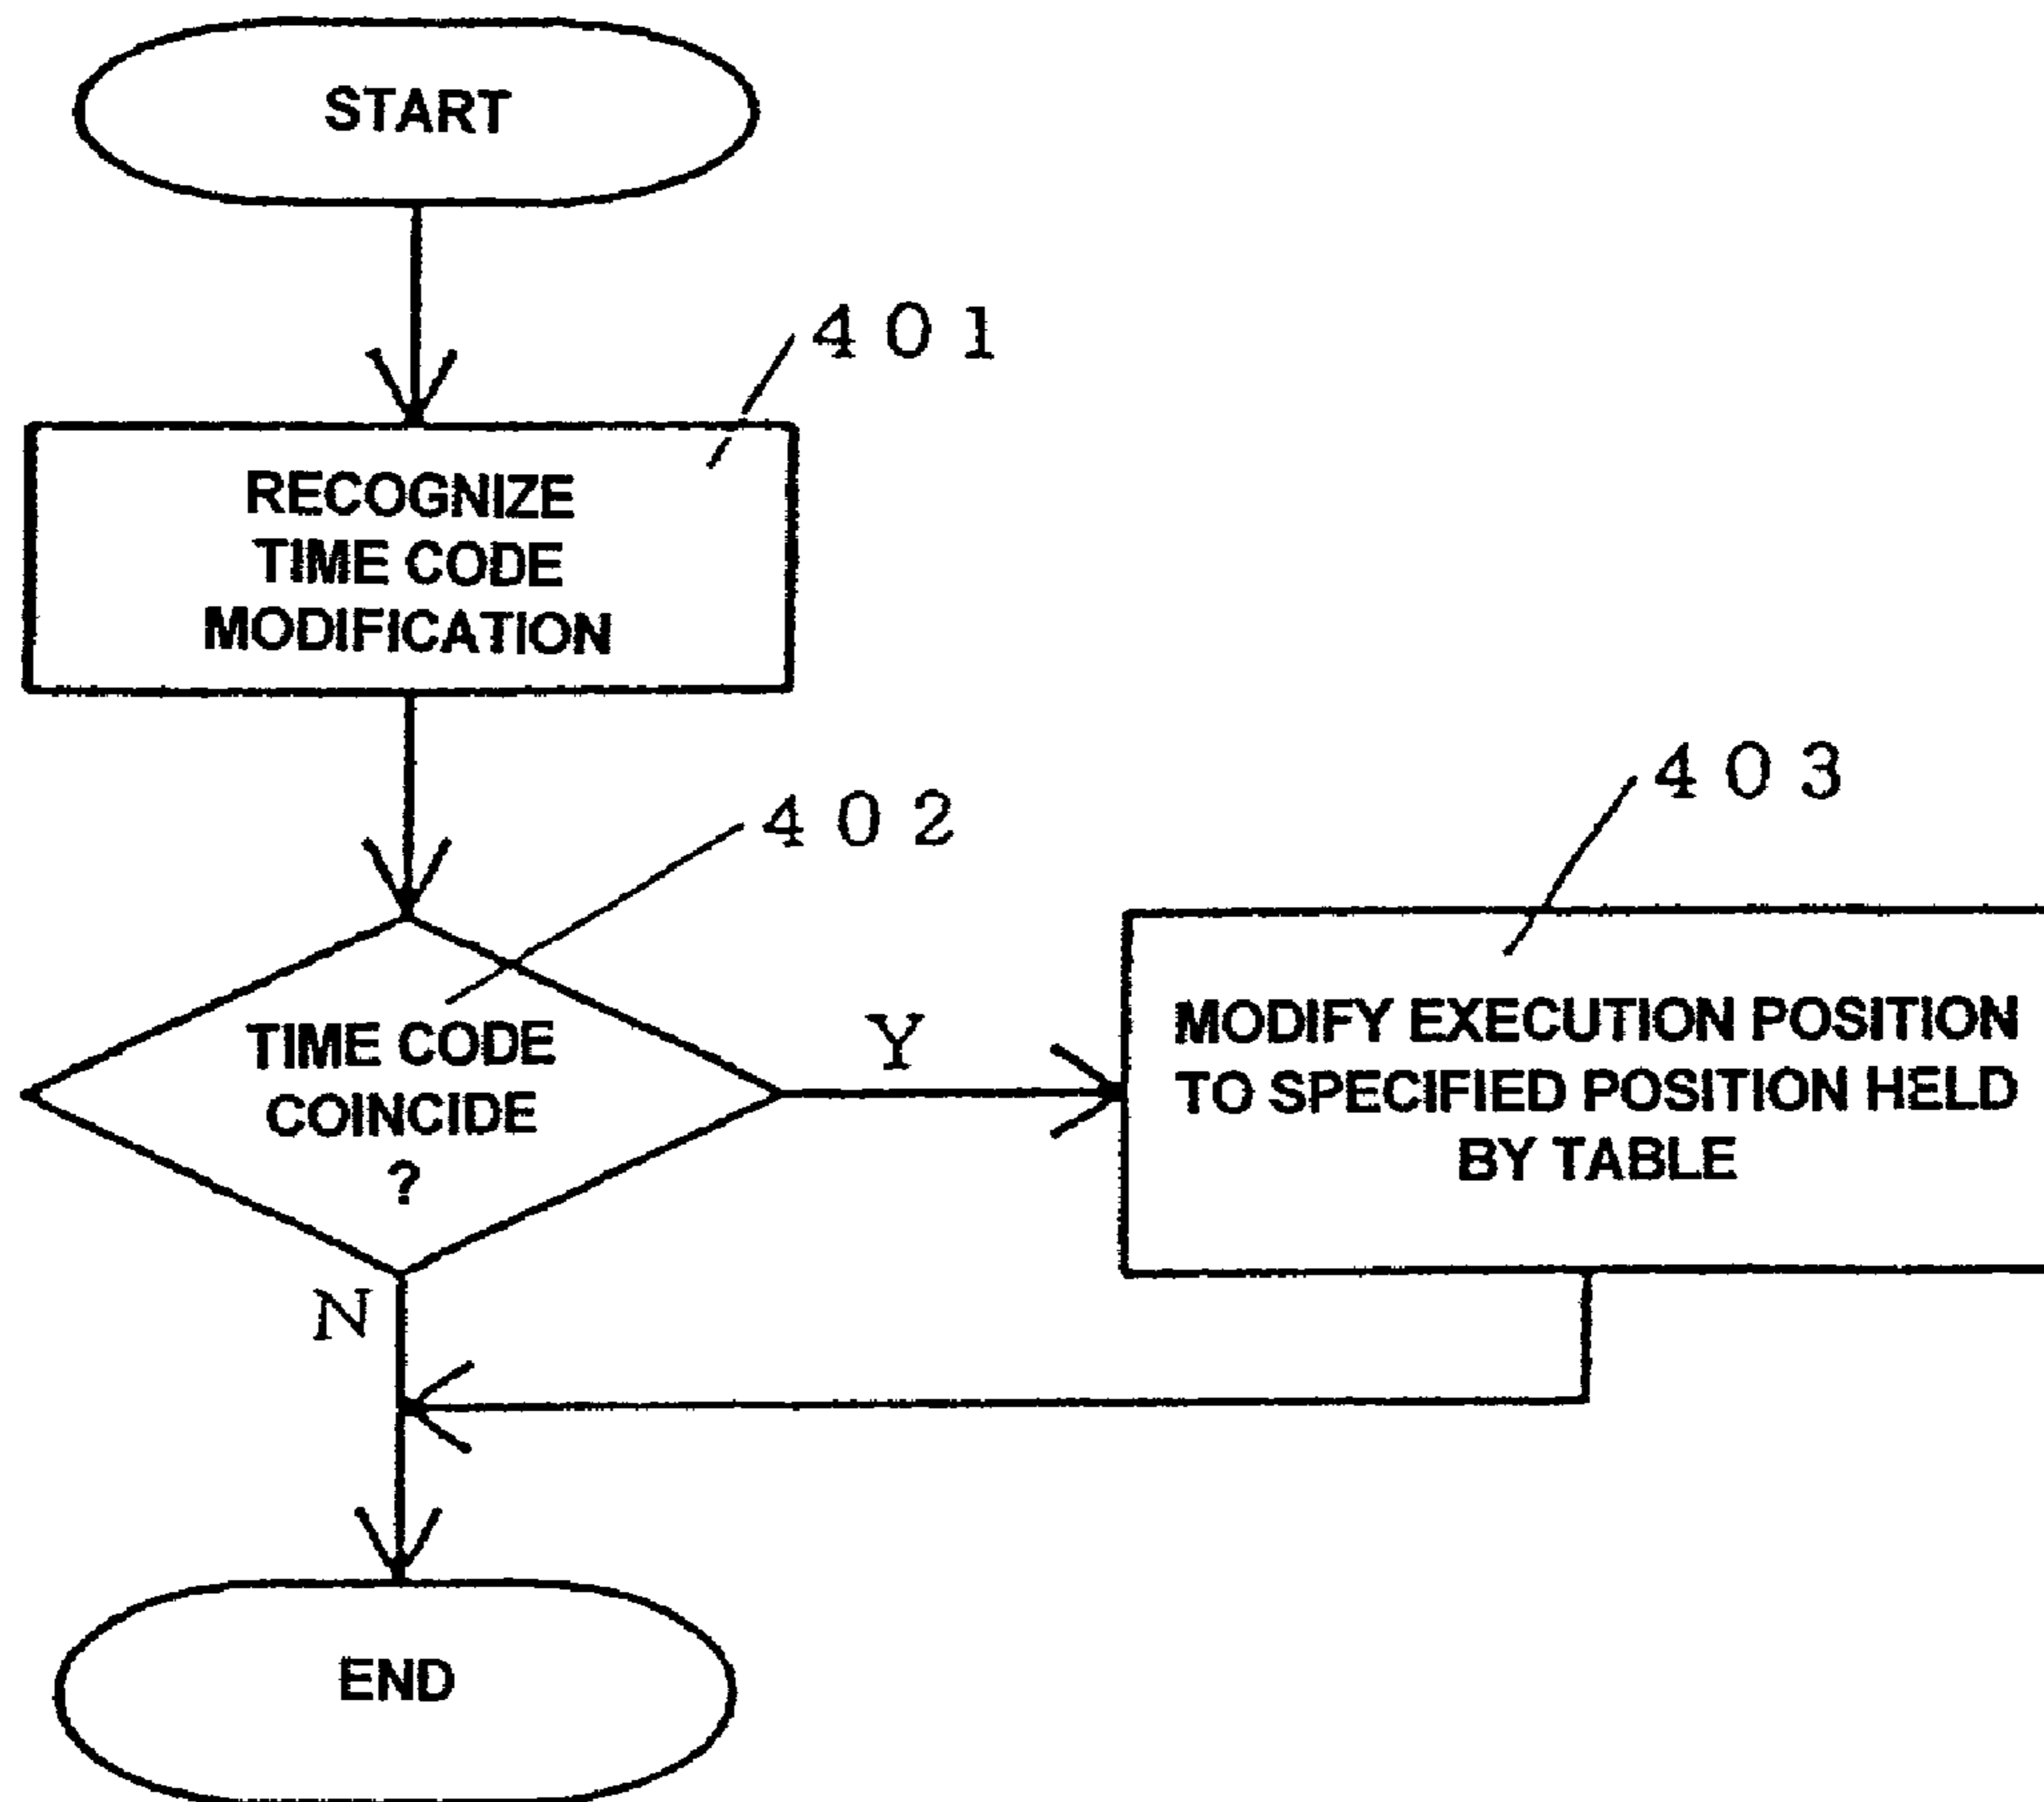 START
401
RECOGNIZE
TIME CODE
MODIFICATION
402
403
TIME CODE
COINCIDE
?
Y
MODIFY EXECUTION POSITION
TO SPECIFIED POSITION HELD
BY TABLE
N
END